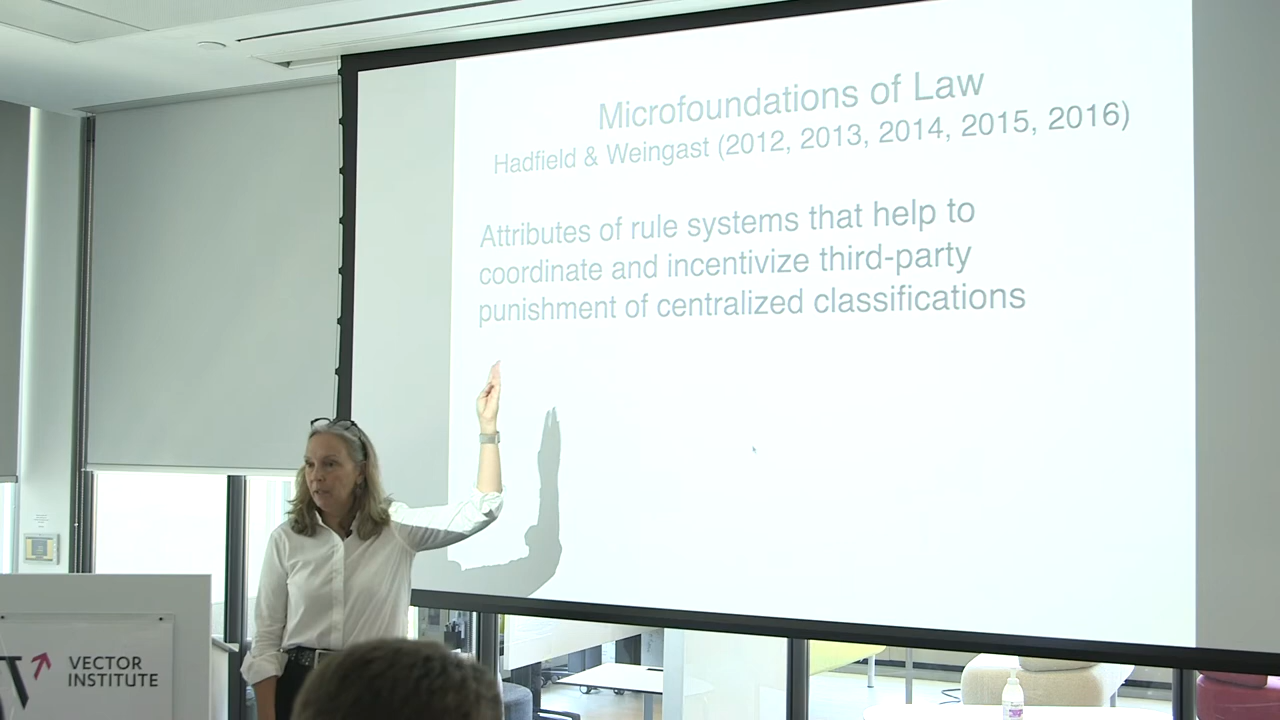 Microfoundations of Law
Hadfield & Weingast (2012, 2013, 2014, 2015, 2016)
Attributes of rule systems that help to
coordinate and incentivize third-party
punishment of centralized classifications
VECTOR
INSTITUTE